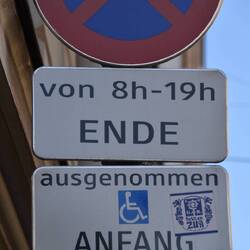 von 8h-19h
ENDE
ausgenommen
ANFANG